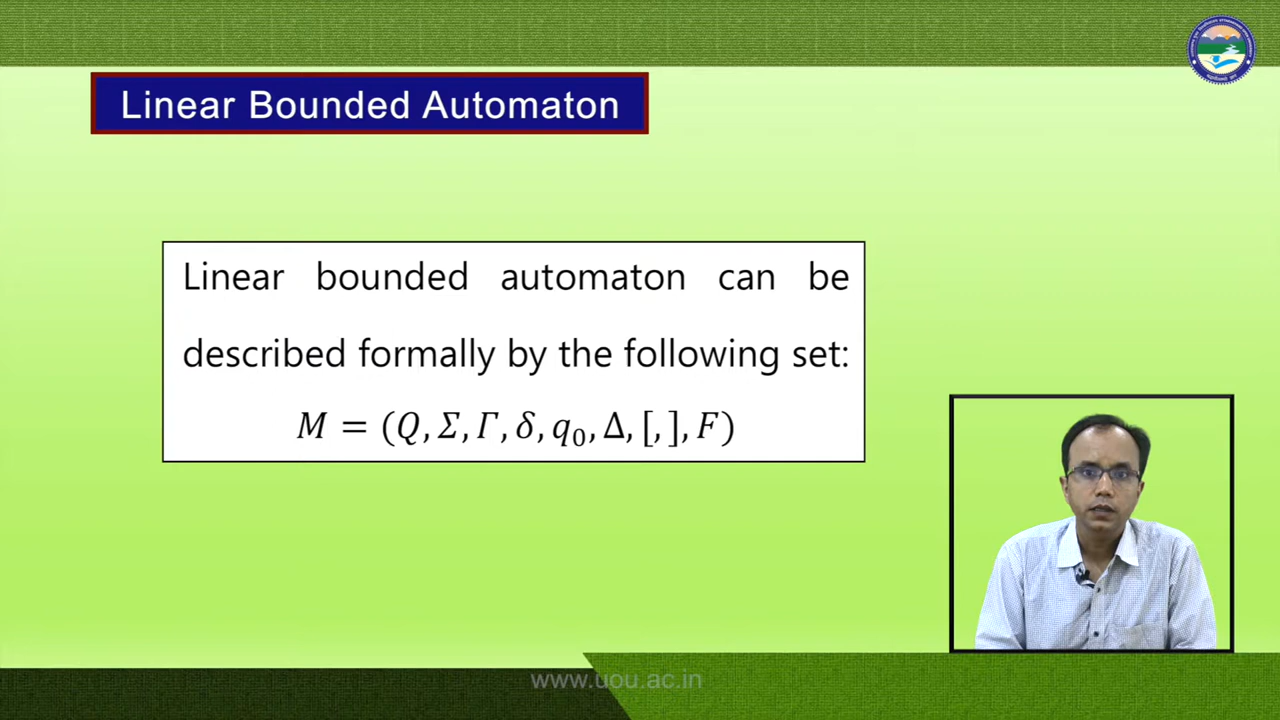 Linear Bounded Automaton
Linear bounded automaton can be
described formally by the following set:
𝑀 = (𝑄, 𝛴, 𝛤, 𝛿, 𝑞₀, Δ, [, ], 𝐹)
www.uou.ac.in